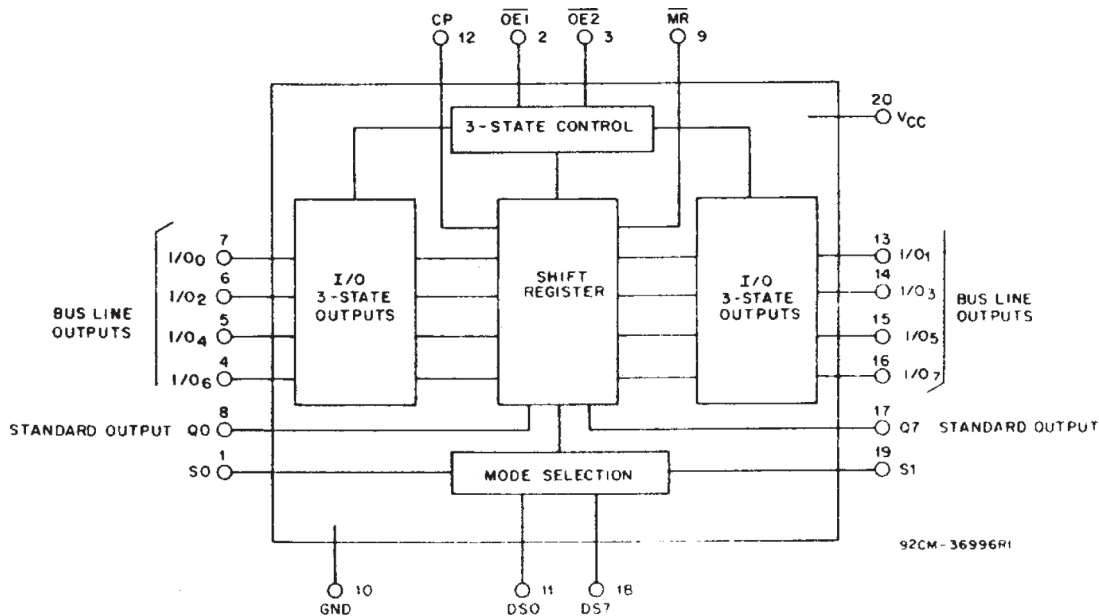 CP
12
O̅E̅1̅
2
O̅E̅2̅
3
M̅R̅
9
20
VCC
3-STATE CONTROL
BUS LINE
OUTPUTS
7
I/O0
6
I/O2
5
I/O4
4
I/O6
I/O
3-STATE
OUTPUTS
SHIFT
REGISTER
I/O
3-STATE
OUTPUTS
13
I/O1
14
I/O3
15
I/O5
16
I/O7
BUS LINE
OUTPUTS
8
STANDARD OUTPUT Q0
17
Q7 STANDARD OUTPUT
1
S0
MODE SELECTION
19
S1
92CM-36996R1
10
GND
11
DS0
18
DS7